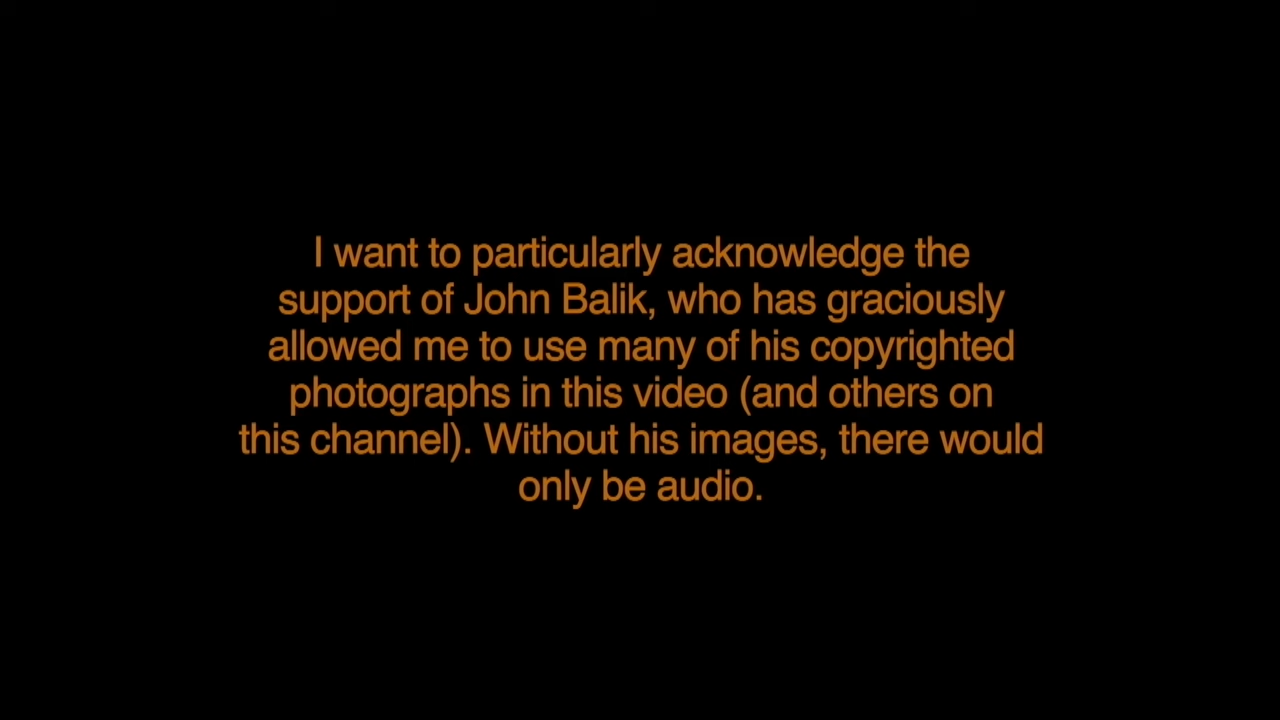 I want to particularly acknowledge the
support of John Balik, who has graciously
allowed me to use many of his copyrighted
photographs in this video (and others on
this channel). Without his images, there would
only be audio.